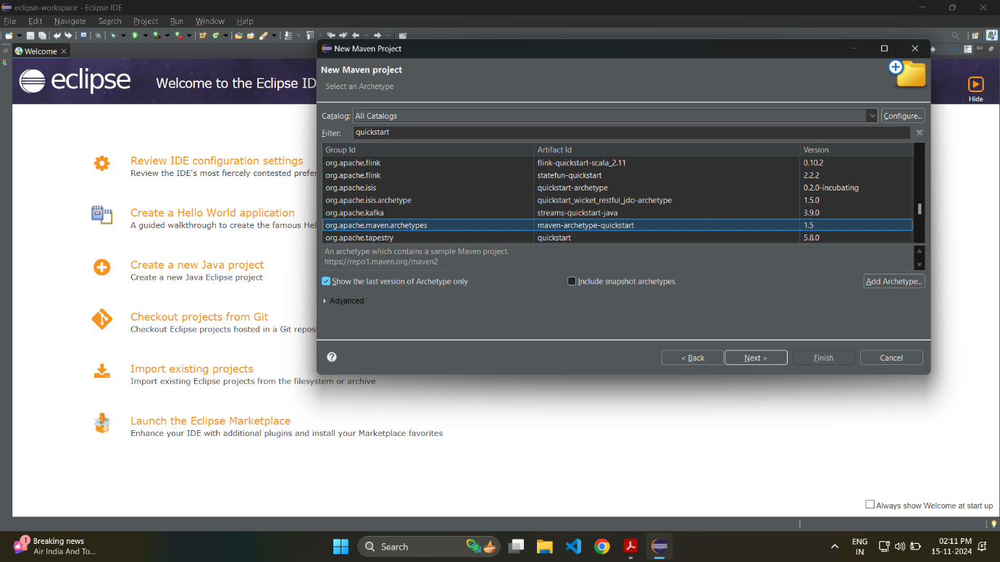 eclipse-workspace - Eclipse IDE
File Edit Navigate Search Project Run Window Help
Welcome
eclipse
Welcome to the Eclipse ID
Hide
Review IDE configuration settings
Review the IDE's most fiercely contested prefer
Create a Hello World application
A guided walkthrough to create the famous Hel
Create a new Java project
Create a new Java Eclipse project
Checkout projects from Git
Checkout Eclipse projects hosted in a Git repos
Import existing projects
Import existing Eclipse projects from the filesystem or archive
Launch the Eclipse Marketplace
Enhance your IDE with additional plugins and install your Marketplace favorites
Always show Welcome at start up
New Maven Project
New Maven project
Select an Archetype
Catalog: All Catalogs Configure...
Filter: quickstart
Group Id Artifact Id Version
org.apache.flink flink-quickstart-scala_2.11 0.10.2
org.apache.flink statefun-quickstart 2.2.2
org.apache.isis quickstart-archetype 0.2.0-incubating
org.apache.isis.archetype quickstart_wicket_restful_jdo-archetype 1.5.0
org.apache.kafka streams-quickstart-java 3.9.0
org.apache.maven.archetypes maven-archetype-quickstart 1.5
org.apache.tapestry quickstart 5.8.0
An archetype which contains a sample Maven project.
https://repo1.maven.org/maven2
Show the last version of Archetype only Include snapshot archetypes Add Archetype...
Advanced
? < Back Next > Finish Cancel
1 Breaking news
Air India And To...
Search
ENG
IN
02:11 PM
15-11-2024